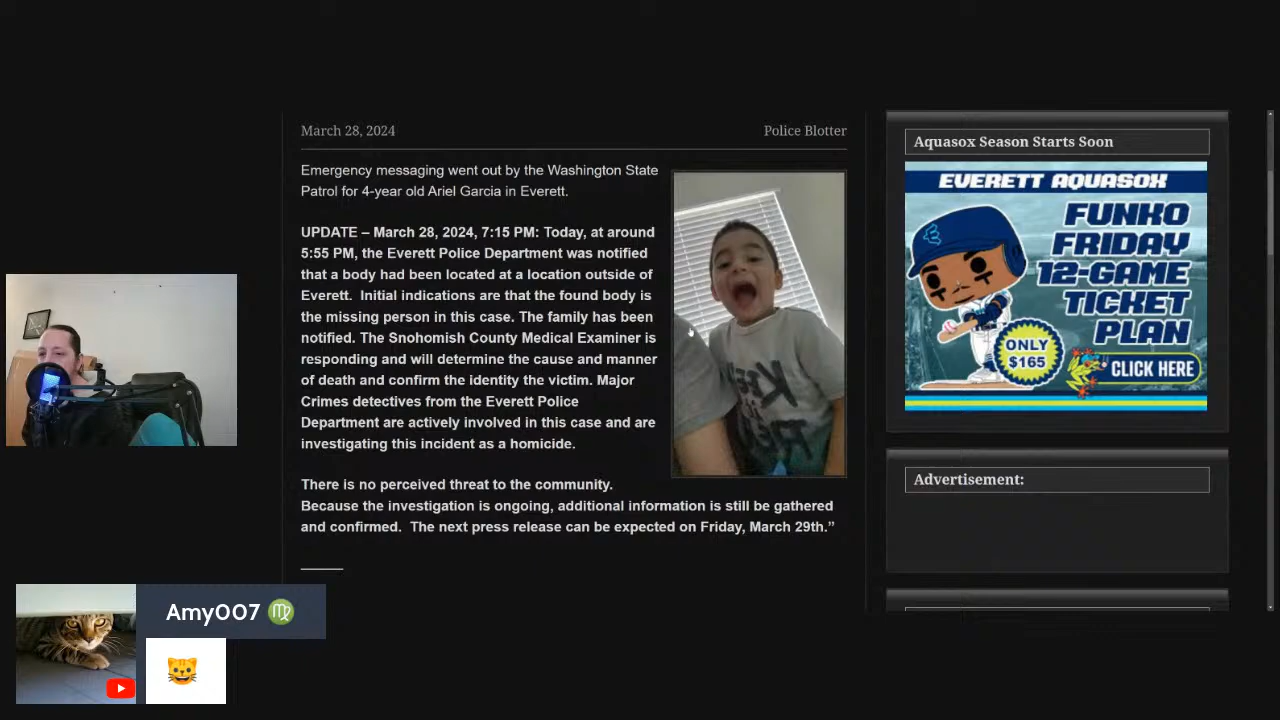 March 28, 2024
Police Blotter
Emergency messaging went out by the Washington State
Patrol for 4-year old Ariel Garcia in Everett.
UPDATE – March 28, 2024, 7:15 PM: Today, at around
5:55 PM, the Everett Police Department was notified
that a body had been located at a location outside of
Everett.  Initial indications are that the found body is
the missing person in this case. The family has been
notified. The Snohomish County Medical Examiner is
responding and will determine the cause and manner
of death and confirm the identity the victim. Major
Crimes detectives from the Everett Police
Department are actively involved in this case and are
investigating this incident as a homicide.
There is no perceived threat to the community.
Because the investigation is ongoing, additional information is still be gathered
and confirmed.  The next press release can be expected on Friday, March 29th.”
Aquasox Season Starts Soon
EVERETT AQUASOX
FUNKO
FRIDAY
12-GAME
TICKET
PLAN
ONLY
$165
CLICK HERE
Advertisement:
Amy007 ♍